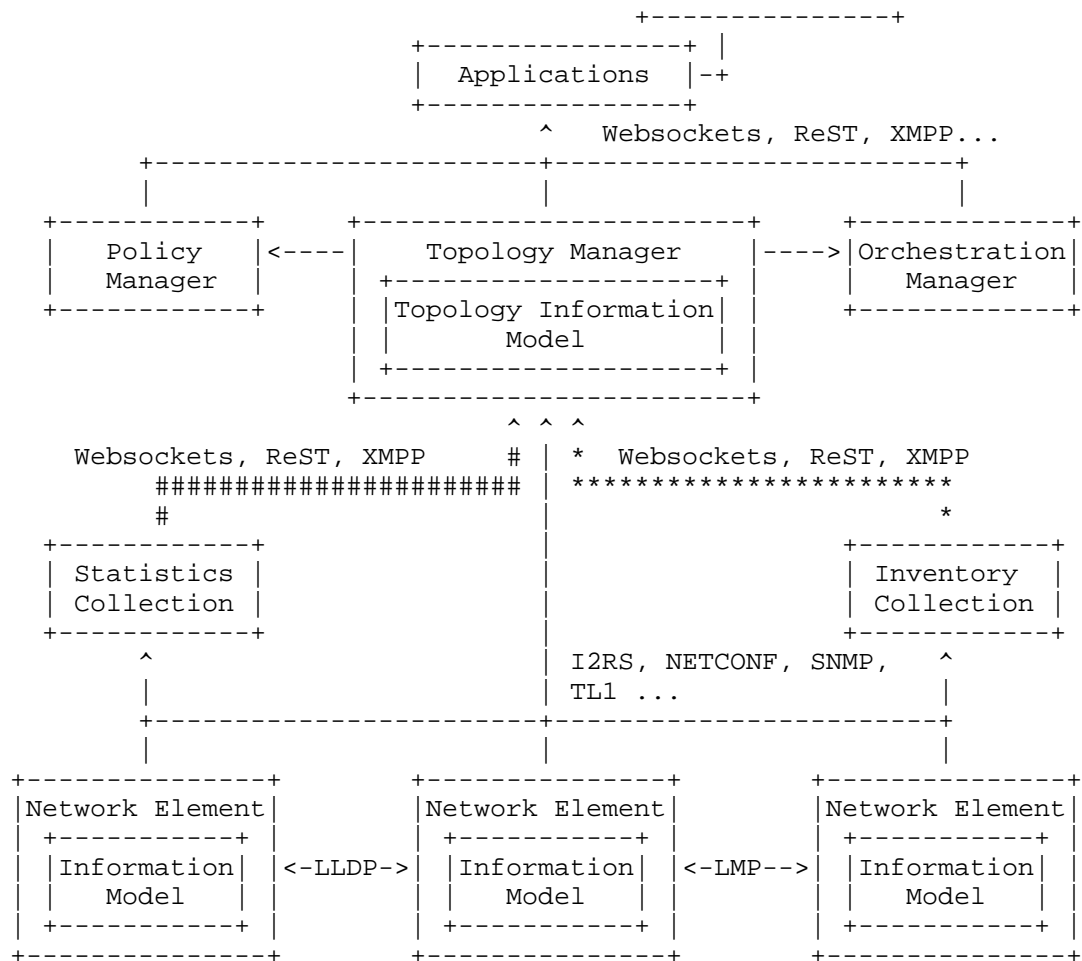 Applications
Websockets, ReST, XMPP...
Policy Manager
Topology Manager
Orchestration Manager
Topology Information Model
Websockets, ReST, XMPP
Websockets, ReST, XMPP
Statistics Collection
Inventory Collection
I2RS, NETCONF, SNMP,
TL1 ...
Network Element
Network Element
Network Element
Information Model
<-LLDP->
Information Model
<-LMP-->
Information Model